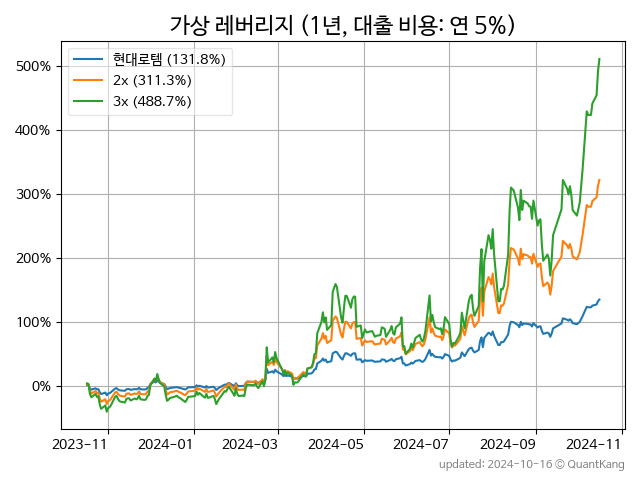 가상 레버리지 (1년, 대출 비용: 연 5%)
현대로템 (131.8%)
2x (311.3%)
3x (488.7%)
500%
400%
300%
200%
100%
0%
2023-11 2024-01 2024-03 2024-05 2024-07 2024-09 2024-11
updated: 2024-10-16 © QuantKang